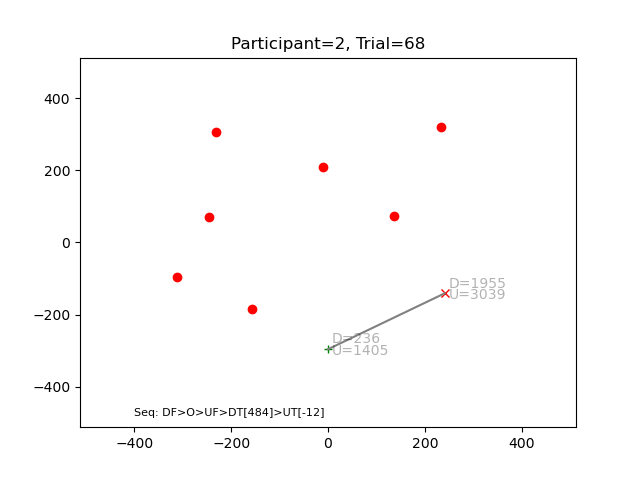 Participant=2, Trial=68
400
200
0
−200
−400
D=1955
U=3039
D=236
U=1405
Seq: DF>O>UF>DT[484]>UT[-12]
−400
−200
0
200
400